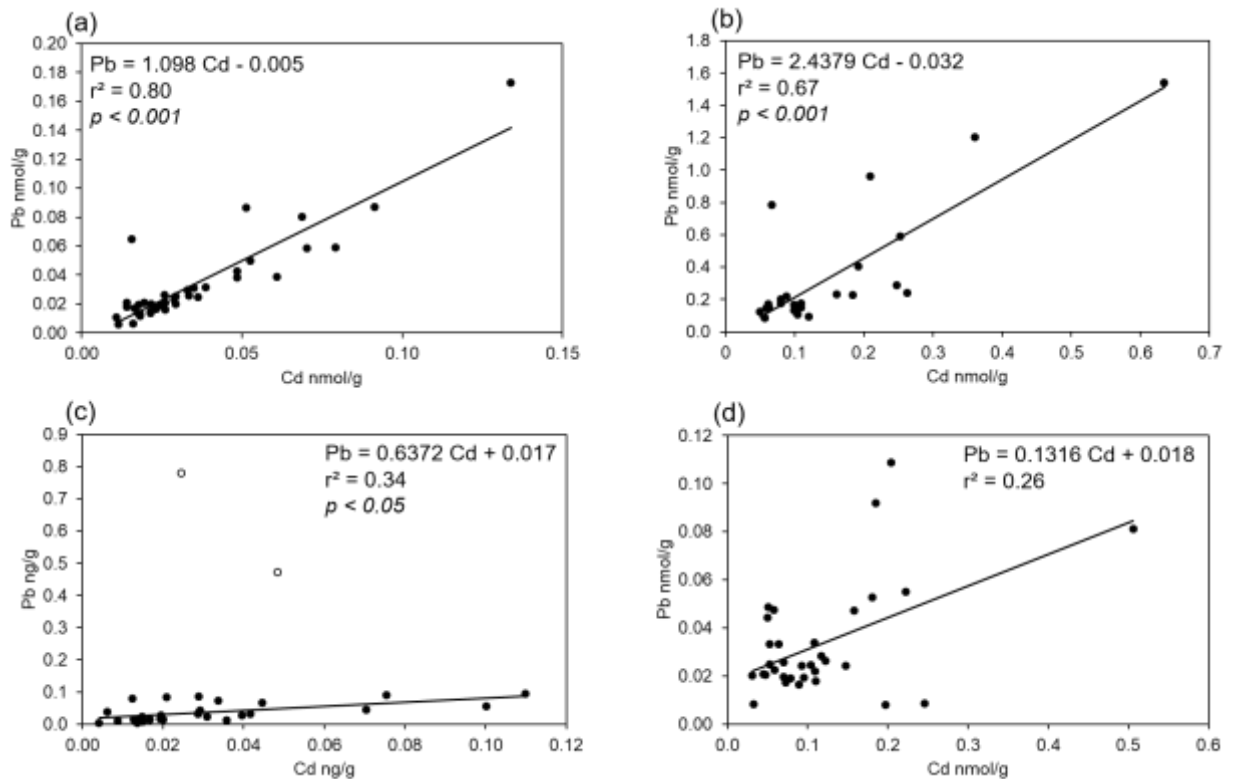 (a)
Pb = 1.098 Cd - 0.005
r² = 0.80
p < 0.001
Pb nmol/g
0.20
0.18
0.16
0.14
0.12
0.10
0.08
0.06
0.04
0.02
0.00
0.00 0.05 0.10 0.15
Cd nmol/g
(b)
Pb = 2.4379 Cd - 0.032
r² = 0.67
p < 0.001
Pb nmol/g
1.8
1.6
1.4
1.2
1.0
0.8
0.6
0.4
0.2
0.0
0 0.1 0.2 0.3 0.4 0.5 0.6 0.7
Cd nmol/g
(c)
Pb = 0.6372 Cd + 0.017
r² = 0.34
p < 0.05
Pb ng/g
0.9
0.8
0.7
0.6
0.5
0.4
0.3
0.2
0.1
0.0
0.00 0.02 0.04 0.06 0.08 0.10 0.12
Cd ng/g
(d)
Pb = 0.1316 Cd + 0.018
r² = 0.26
Pb nmol/g
0.12
0.10
0.08
0.06
0.04
0.02
0.00
0.0 0.1 0.2 0.3 0.4 0.5 0.6
Cd nmol/g